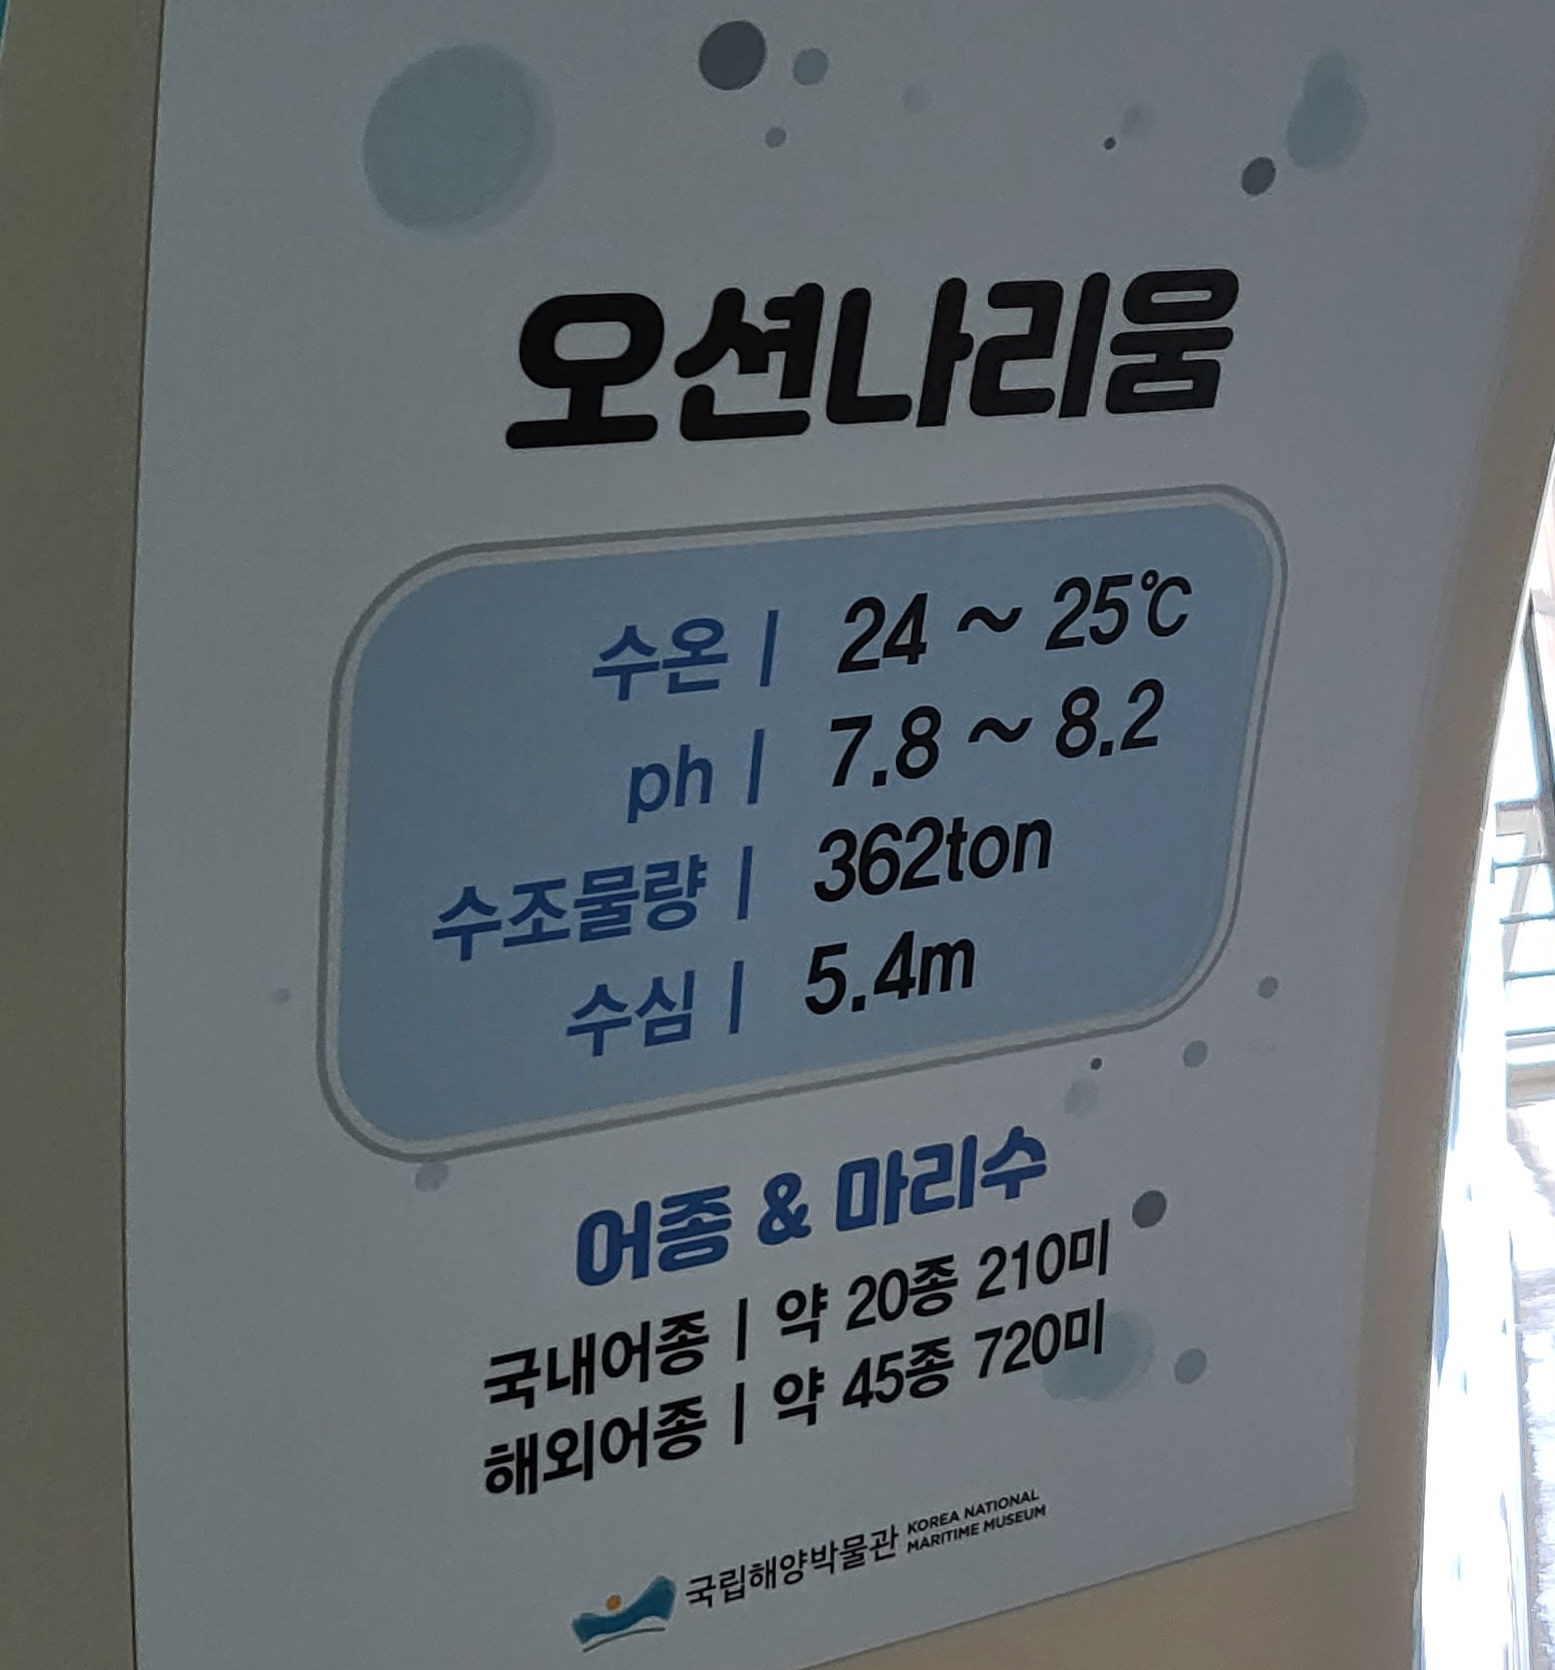 오션나리움
수온 | 24 ~ 25℃
ph | 7.8 ~ 8.2
수조물량 | 362ton
수심 | 5.4m
어종 & 마리수
국내어종 | 약 20종 210미
해외어종 | 약 45종 720미
국립해양박물관 KOREA NATIONAL
MARITIME MUSEUM